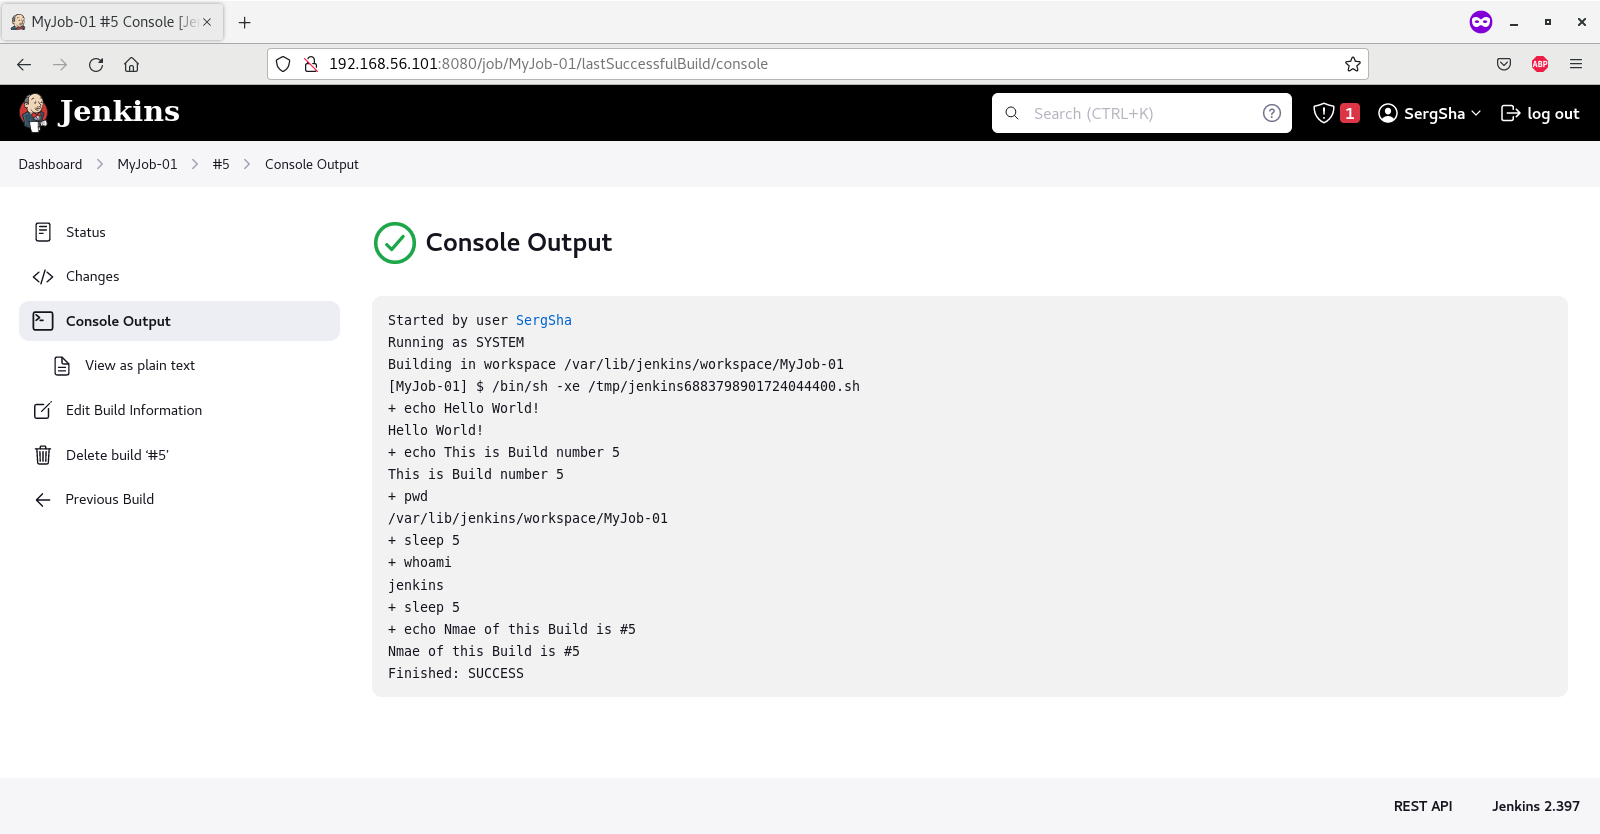 MyJob-01 #5 Console [Je
192.168.56.101:8080/job/MyJob-01/lastSuccessfulBuild/console
ABP
Jenkins
Search (CTRL+K)
1
SergSha
log out
Dashboard
MyJob-01
#5
Console Output
Status
Changes
Console Output
View as plain text
Edit Build Information
Delete build ‘#5’
Previous Build
Console Output
Started by user SergSha
Running as SYSTEM
Building in workspace /var/lib/jenkins/workspace/MyJob-01
[MyJob-01] $ /bin/sh -xe /tmp/jenkins6883798901724044400.sh
+ echo Hello World!
Hello World!
+ echo This is Build number 5
This is Build number 5
+ pwd
/var/lib/jenkins/workspace/MyJob-01
+ sleep 5
+ whoami
jenkins
+ sleep 5
+ echo Nmae of this Build is #5
Nmae of this Build is #5
Finished: SUCCESS
REST API
Jenkins 2.397